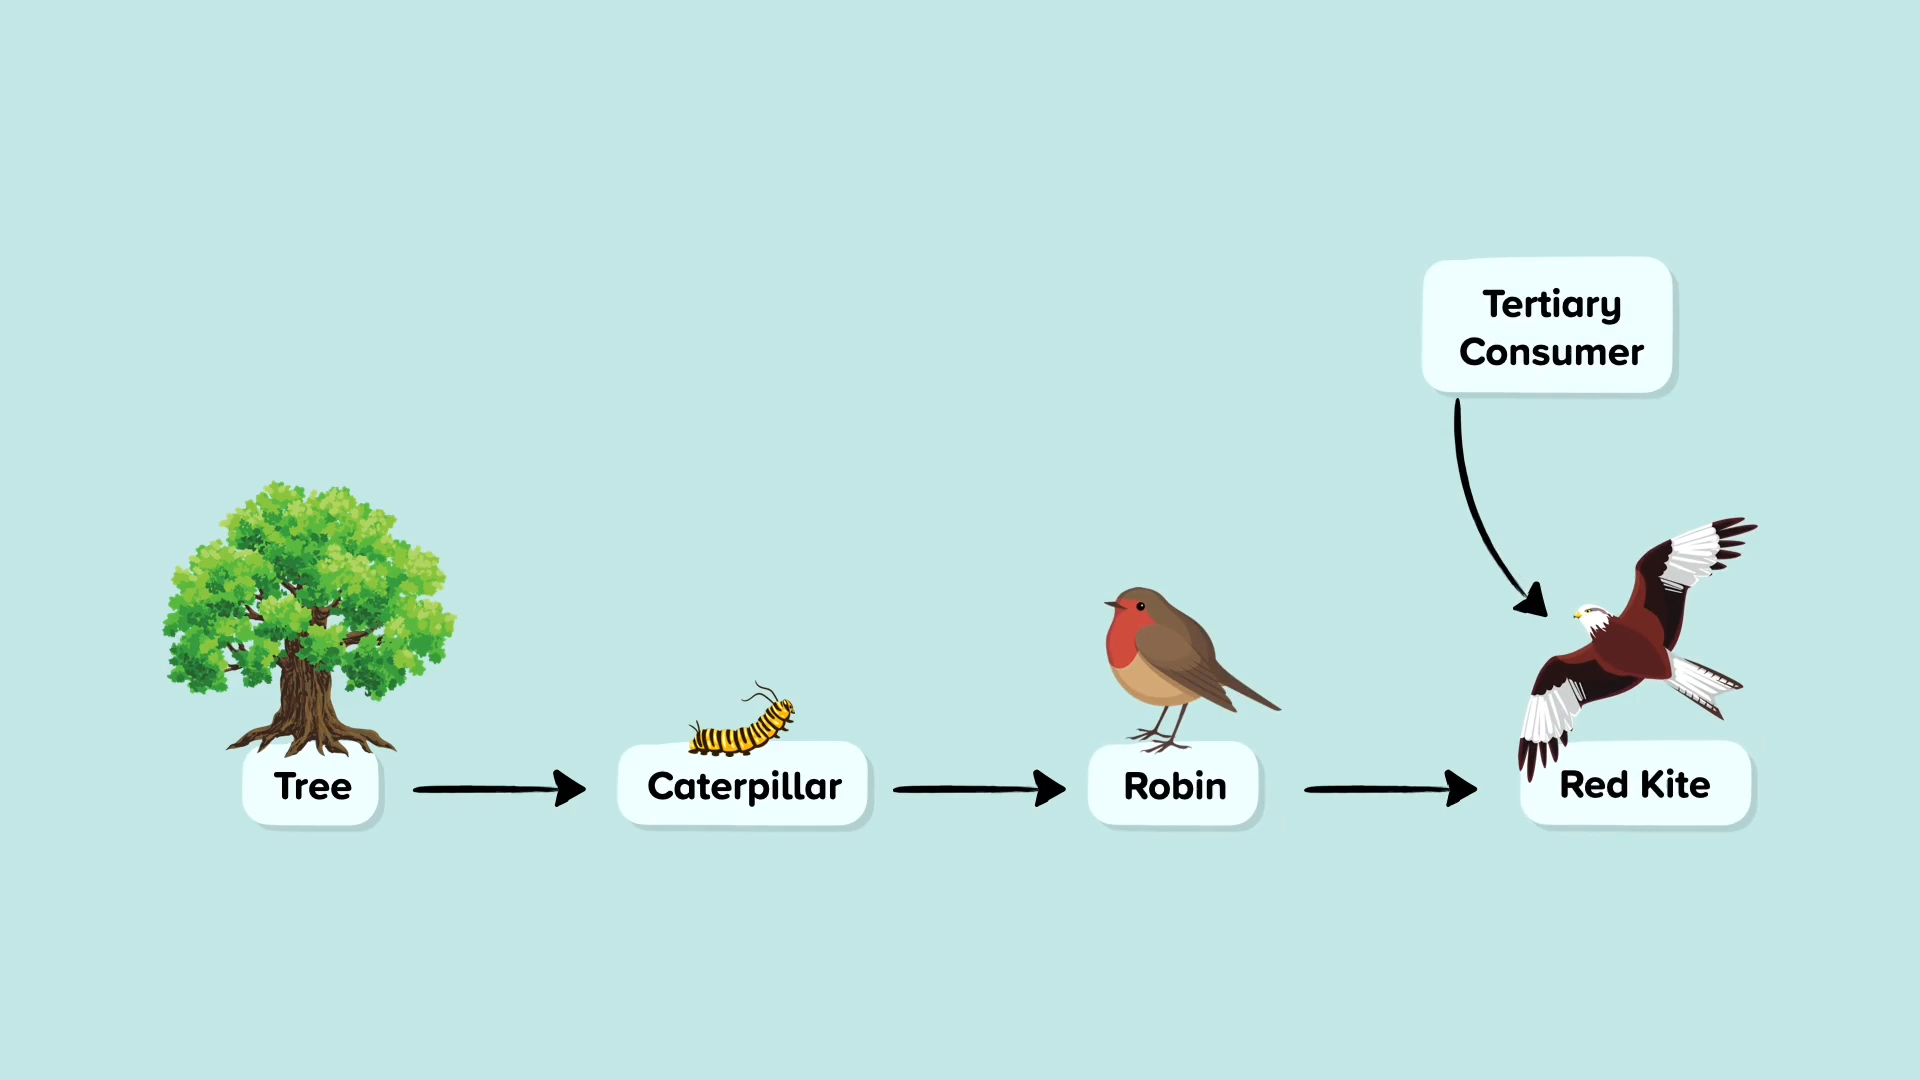 Tertiary
Consumer
Tree
Caterpillar
Robin
Red Kite